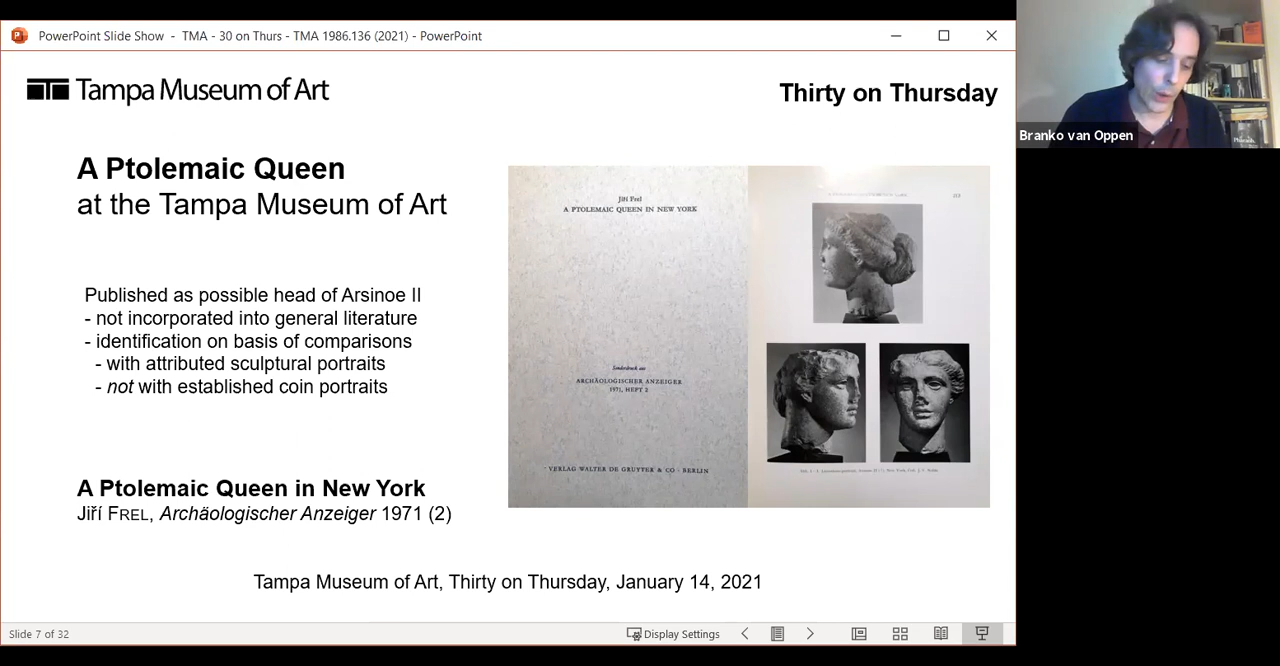 PowerPoint Slide Show - TMA - 30 on Thurs - TMA 1986.136 (2021) - PowerPoint
Tampa Museum of Art
Thirty on Thursday
Branko van Oppen
A Ptolemaic Queen
at the Tampa Museum of Art
Published as possible head of Arsinoe II
- not incorporated into general literature
- identification on basis of comparisons
- with attributed sculptural portraits
- not with established coin portraits
A Ptolemaic Queen in New York
Jiří FREL, Archäologischer Anzeiger 1971 (2)
Jiří Frel
A PTOLEMAIC QUEEN IN NEW YORK
Sonderdruck aus
ARCHÄOLOGISCHER ANZEIGER
1971, HEFT 2
VERLAG WALTER DE GRUYTER & CO · BERLIN
Tampa Museum of Art, Thirty on Thursday, January 14, 2021
Slide 7 of 32
Display Settings